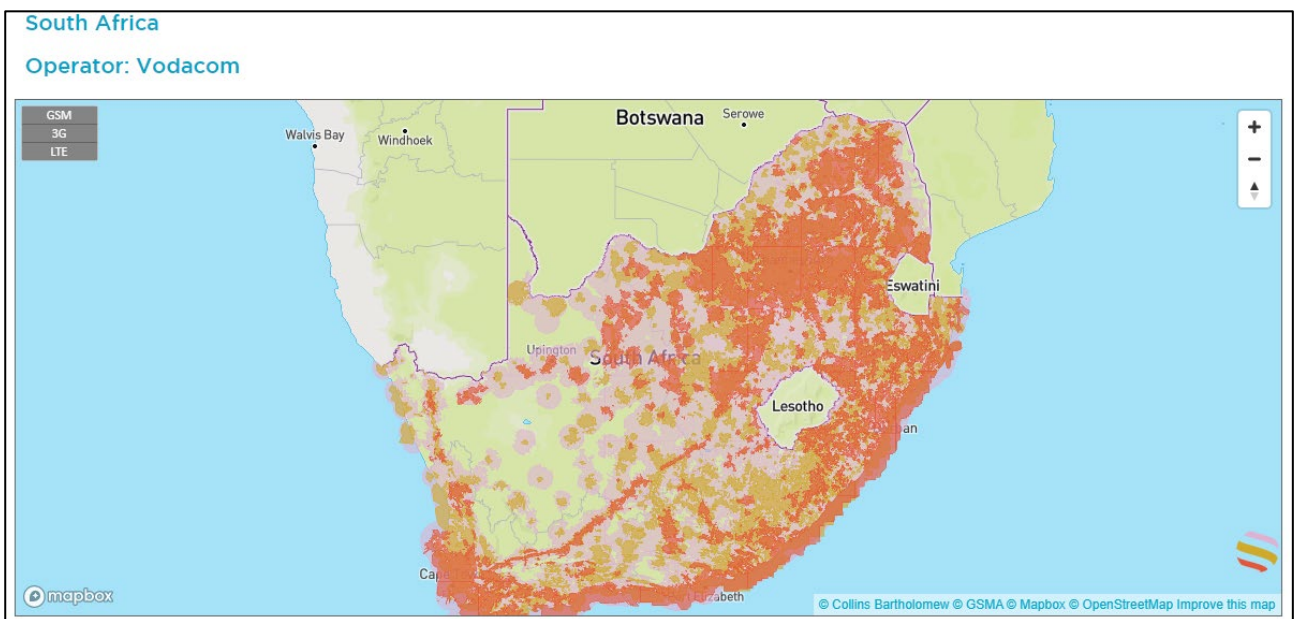 South Africa
Operator: Vodacom
GSM
3G
LTE
Botswana
Serowe
Walvis Bay
Windhoek
Eswatini
Upington
South Africa
Lesotho
mapbox
© Collins Bartholomew © GSMA © Mapbox © OpenStreetMap Improve this map